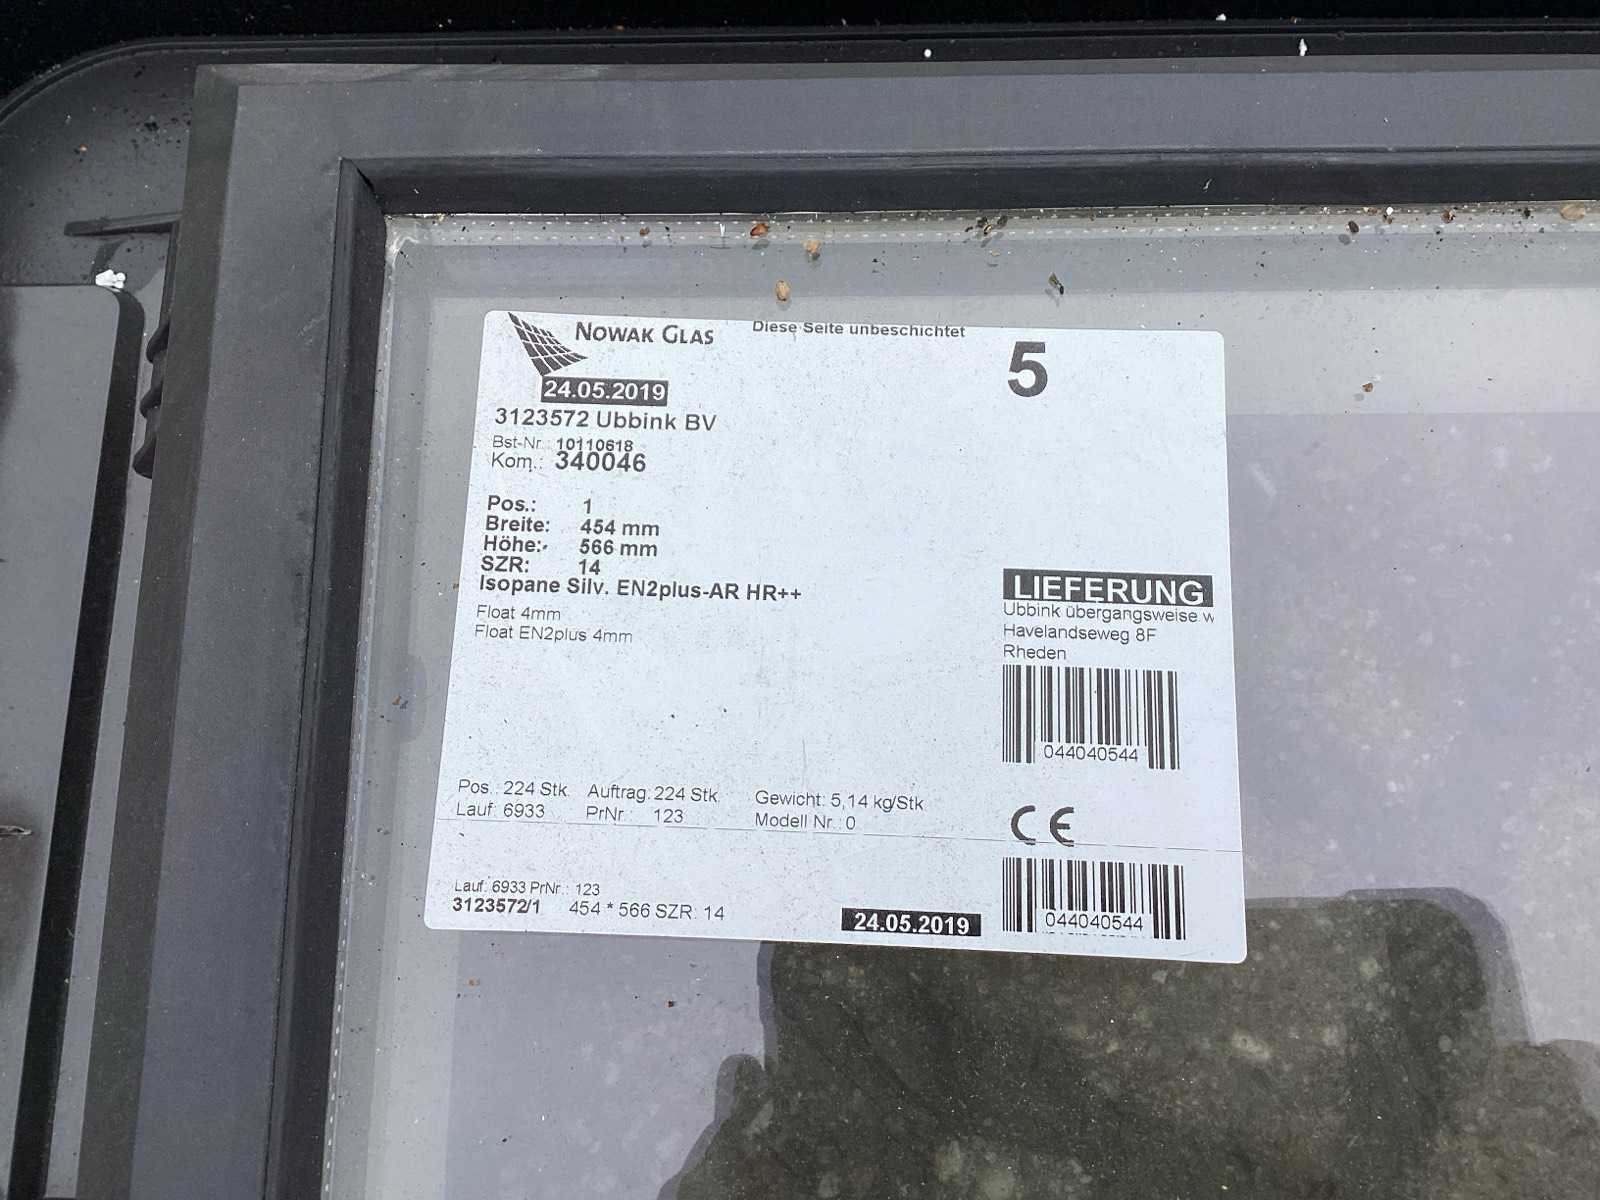 NOWAK GLAS
Diese Seite unbeschichtet
5
24.05.2019
3123572 Ubbink BV
Bst-Nr.: 10110618
Kom.: 340046
Pos.: 1
Breite: 454 mm
Höhe: 566 mm
SZR: 14
Isopane Silv. EN2plus-AR HR++
Float 4mm
Float EN2plus 4mm
LIEFERUNG
Ubbink übergangsweise w
Havelandseweg 8F
Rheden
044040544
Pos.: 224 Stk. Auftrag: 224 Stk. Gewicht: 5,14 kg/Stk
Lauf: 6933 PrNr.: 123 Modell Nr.: 0
CE
Lauf: 6933 PrNr.: 123
3123572/1 454 * 566 SZR: 14
24.05.2019
044040544